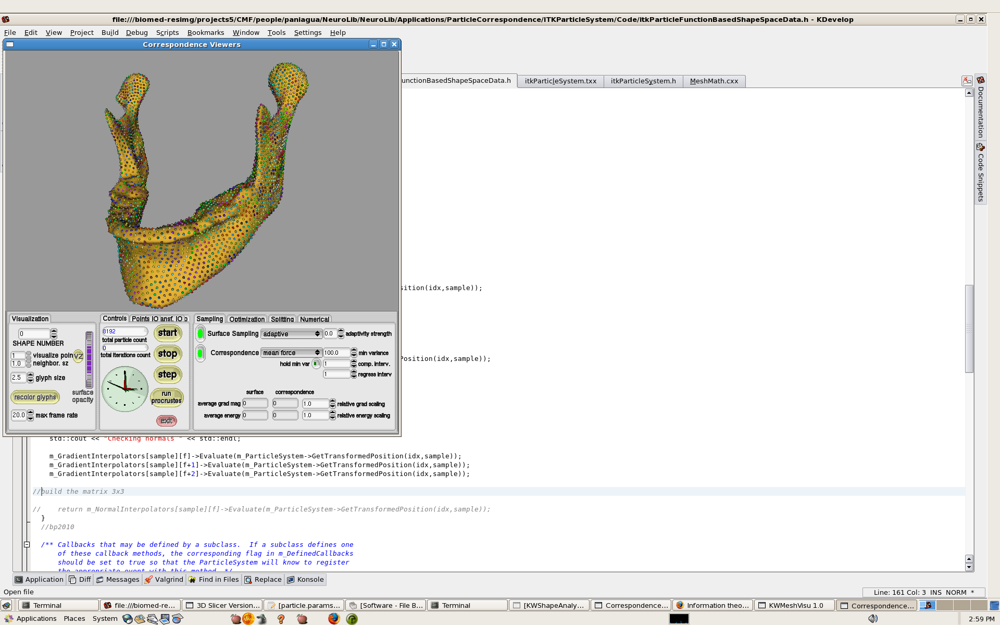 file:///biomed-resimg/projects5/CMF/people/paniagua/NeuroLib/NeuroLib/Applications/ParticleCorrespondence/ITKParticleSystem/Code/itkParticleFunctionBasedShapeSpaceData.h - KDevelop
File Edit View Project Build Debug Scripts Bookmarks Window Tools Settings Help
Correspondence Viewers
unctionBasedShapeSpaceData.h itkParticleSystem.txx itkParticleSystem.h MeshMath.cxx
Documentation
Code Snippets
sition(idx,sample));
Position(idx,sample));
Visualization
0
SHAPE NUMBER
1 visualize poin
1.0 neighbor. sz
VZ
2.5 glyph size
recolor glyphs
surface
opacity
20.0 max frame rate
Controls Points IO ansf. IO
8192
total particle count
0
total iterations count
start
stop
step
run
procrustes
exit
Sampling Optimization Splitting Numerical
Surface Sampling adaptive 0.0 adaptivity strength
Correspondence mean force 100.0 min variance
hold min var 1 comp. interv.
1 regress interv
surface correspondence
average grad mag 0 0 1.0 relative grad scaling
average energy 0 0 1.0 relative energy scaling
std::cout << "Checking normals " << std::endl;
m_GradientInterpolators[sample][f]->Evaluate(m_ParticleSystem->GetTransformedPosition(idx,sample));
m_GradientInterpolators[sample][f+1]->Evaluate(m_ParticleSystem->GetTransformedPosition(idx,sample));
m_GradientInterpolators[sample][f+2]->Evaluate(m_ParticleSystem->GetTransformedPosition(idx,sample));
//build the matrix 3x3
//    return m_NormalInterpolators[sample][f]->Evaluate(m_ParticleSystem->GetTransformedPosition(idx,sample));
}
//bp2010
/** Callbacks that may be defined by a subclass.  If a subclass defines one
of these callback methods, the corresponding flag in m_DefinedCallbacks
should be set to true so that the ParticleSystem will know to register
the appropriate event with this method. */
Application Diff Messages Valgrind Find in Files Replace Konsole
Open file
Line: 161 Col: 3 INS NORM *
Terminal file:///biomed-re... 3D Slicer Version... [particle.params... [Software - File B... Terminal [KWShapeAnaly... Correspondence... Information theo... KWMeshVisu 1.0 Correspondence...
Applications Places System 2:59 PM